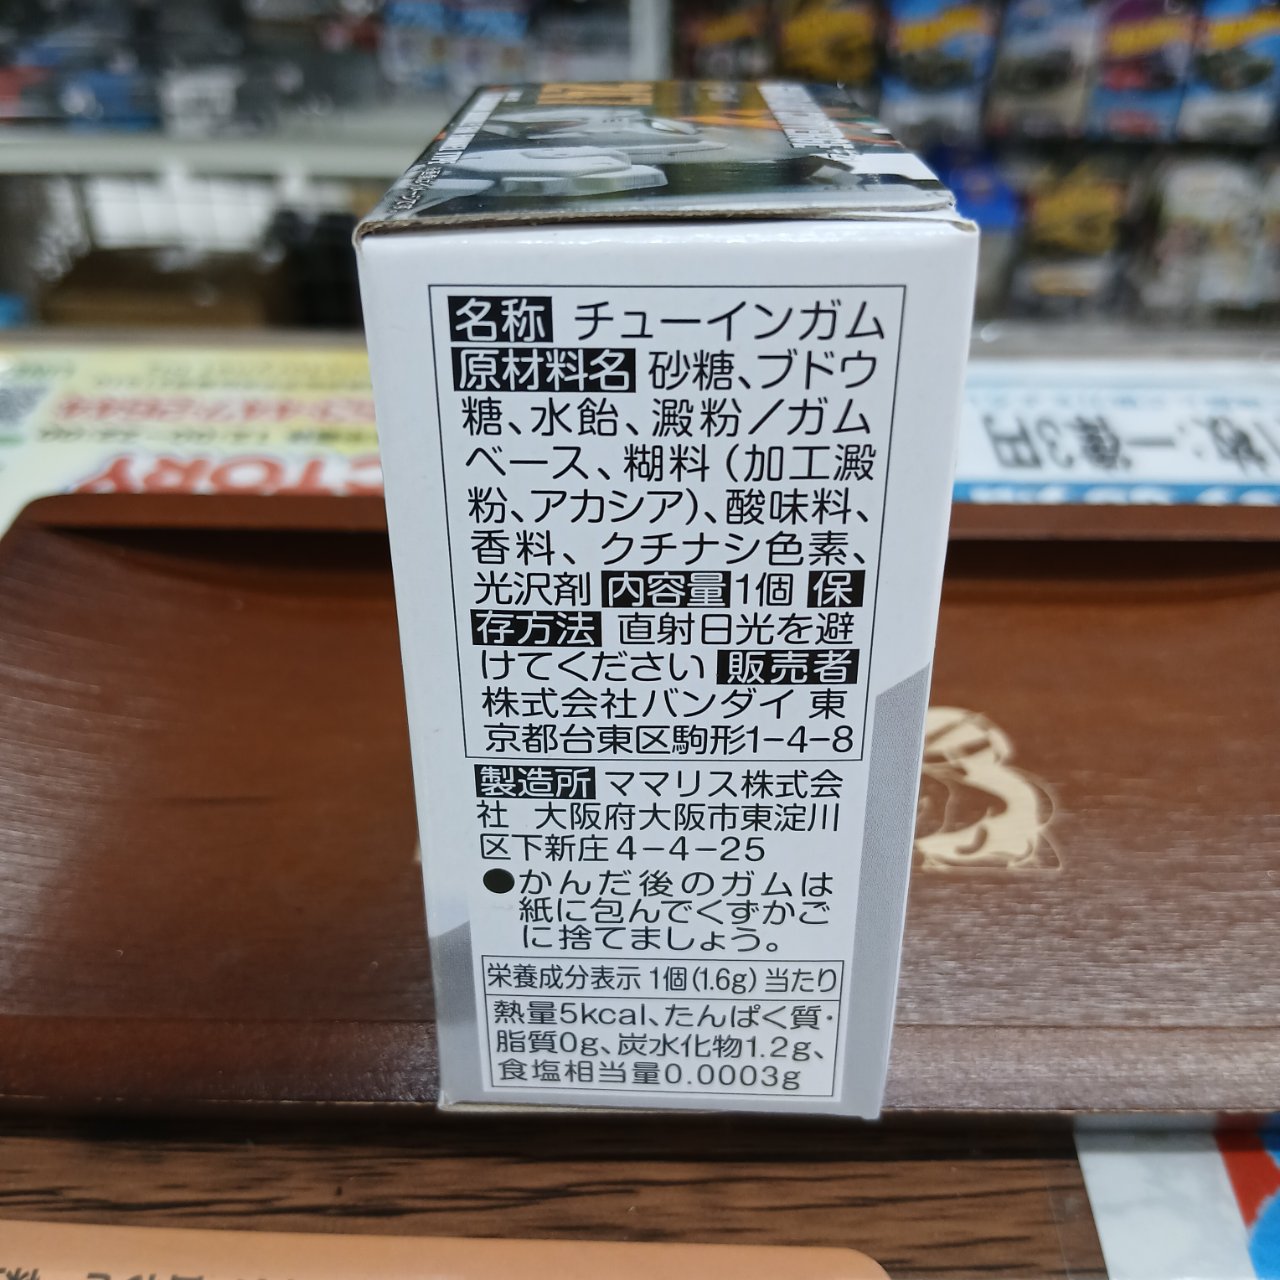 名称 チューインガム
原材料名 砂糖、ブドウ
糖、水飴、澱粉／ガム
ベース、糊料（加工澱
粉、アカシア）、酸味料、
香料、クチナシ色素、
光沢剤 内容量 1個 保
存方法 直射日光を避
けてください 販売者
株式会社バンダイ 東
京都台東区駒形1-4-8
製造所 ママリス株式会
社 大阪府大阪市東淀川
区下新庄4-4-25
●かんだ後のガムは
紙に包んでくずかご
に捨てましょう。
栄養成分表示 1個(1.6g)当たり
熱量5kcal、たんぱく質・
脂質0g、炭水化物1.2g、
食塩相当量0.0003g